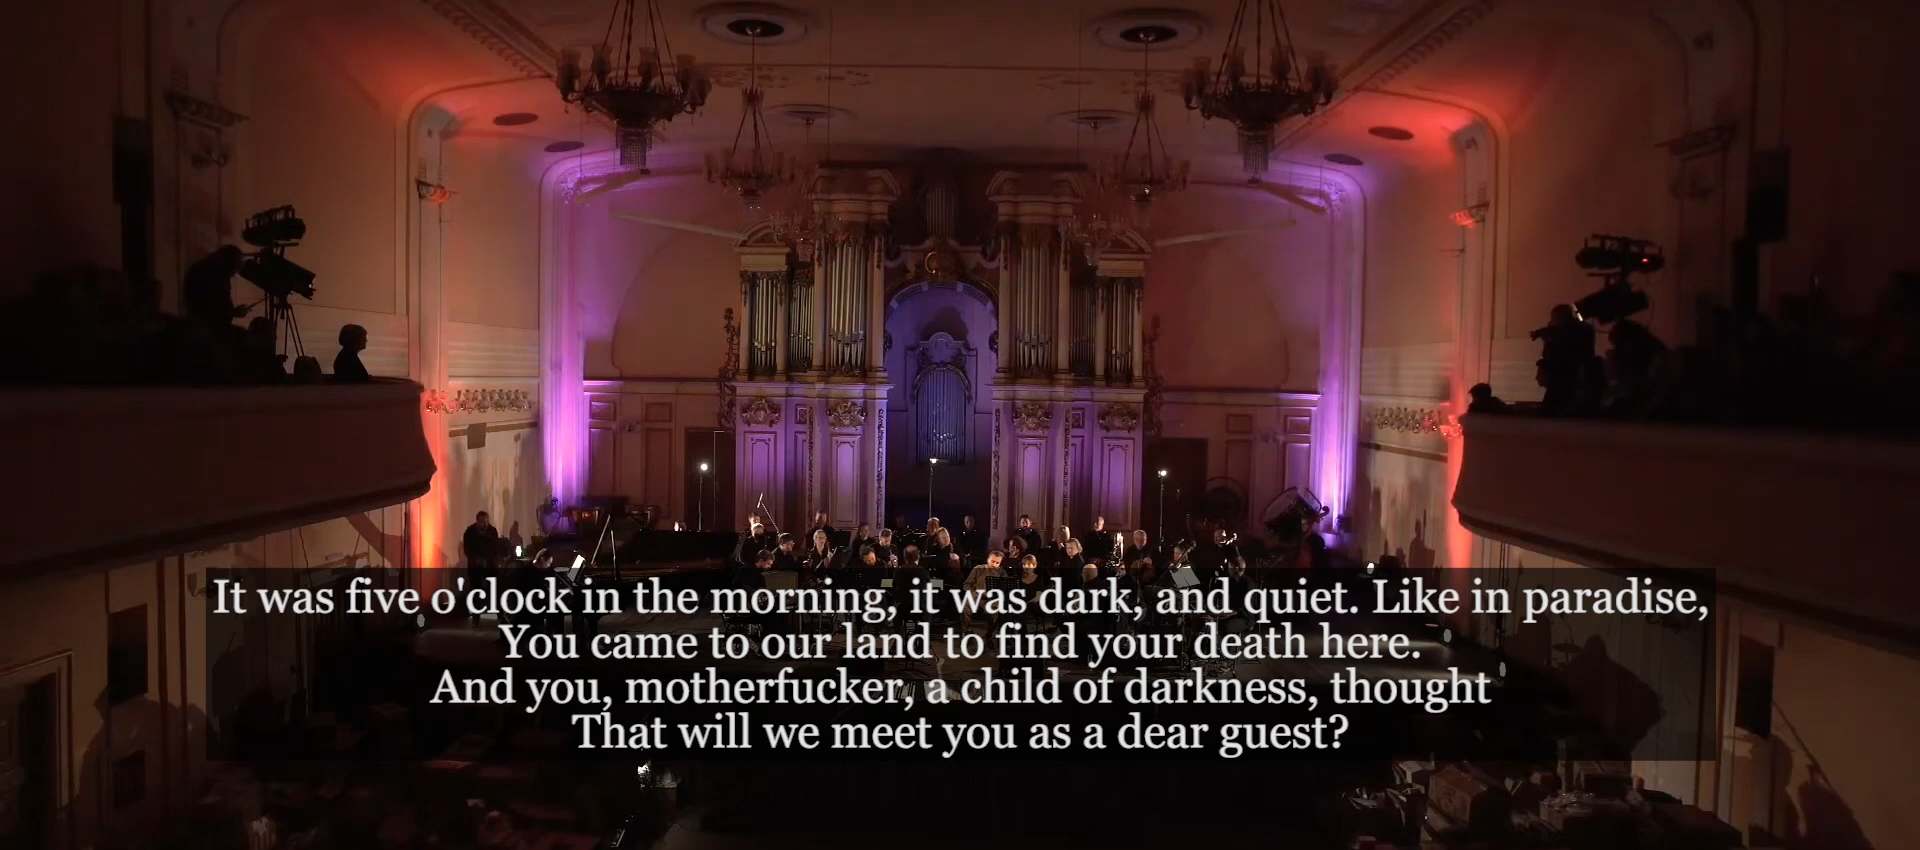 It was five o'clock in the morning, it was dark, and quiet. Like in paradise,
You came to our land to find your death here.
And you, motherfucker, a child of darkness, thought
That will we meet you as a dear guest?